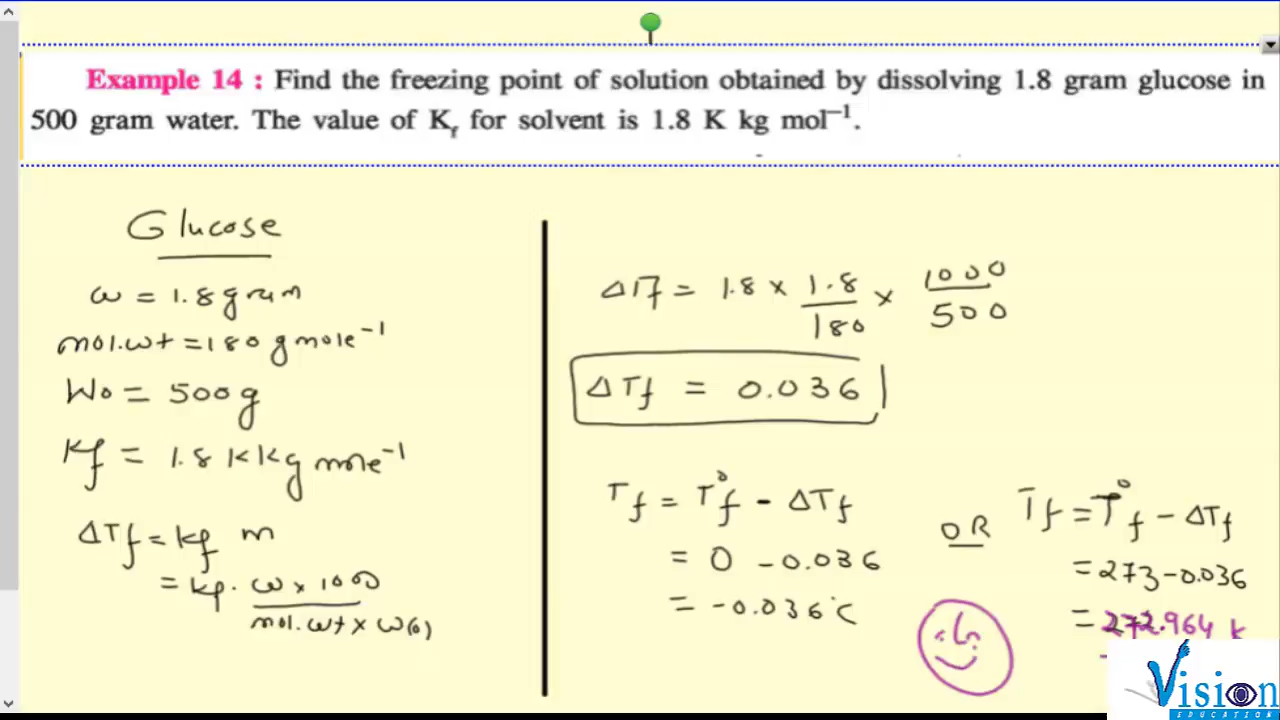 Example 14 : Find the freezing point of solution obtained by dissolving 1.8 gram glucose in
500 gram water. The value of Kf for solvent is 1.8 K kg mol⁻¹.
Glucose
w = 1.8 gram
mol.wt = 180 g mole⁻¹
Wo = 500g
Kf = 1.8 K Kg mole⁻¹
ΔTf = Kf m
= Kf . w × 1000 / mol.wt × w(o)
ΔTf = 1.8 × 1.8/180 × 1000/500
ΔTf = 0.036
Tf = T°f - ΔTf
= 0 - 0.036
= -0.036°C
OR
Tf = T°f - ΔTf
= 273 - 0.036
= 272.964 K
Vision
EDUCATION